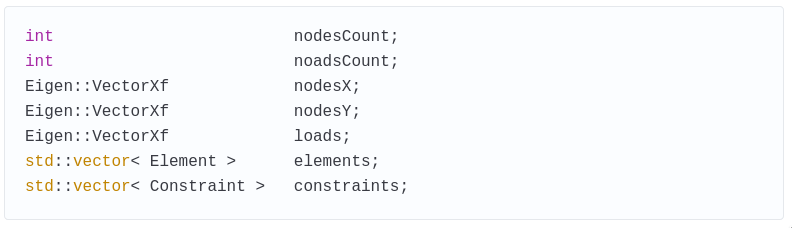 int                         nodesCount;
int                         noadsCount;
Eigen::VectorXf             nodesX;
Eigen::VectorXf             nodesY;
Eigen::VectorXf             loads;
std::vector< Element >      elements;
std::vector< Constraint >   constraints;